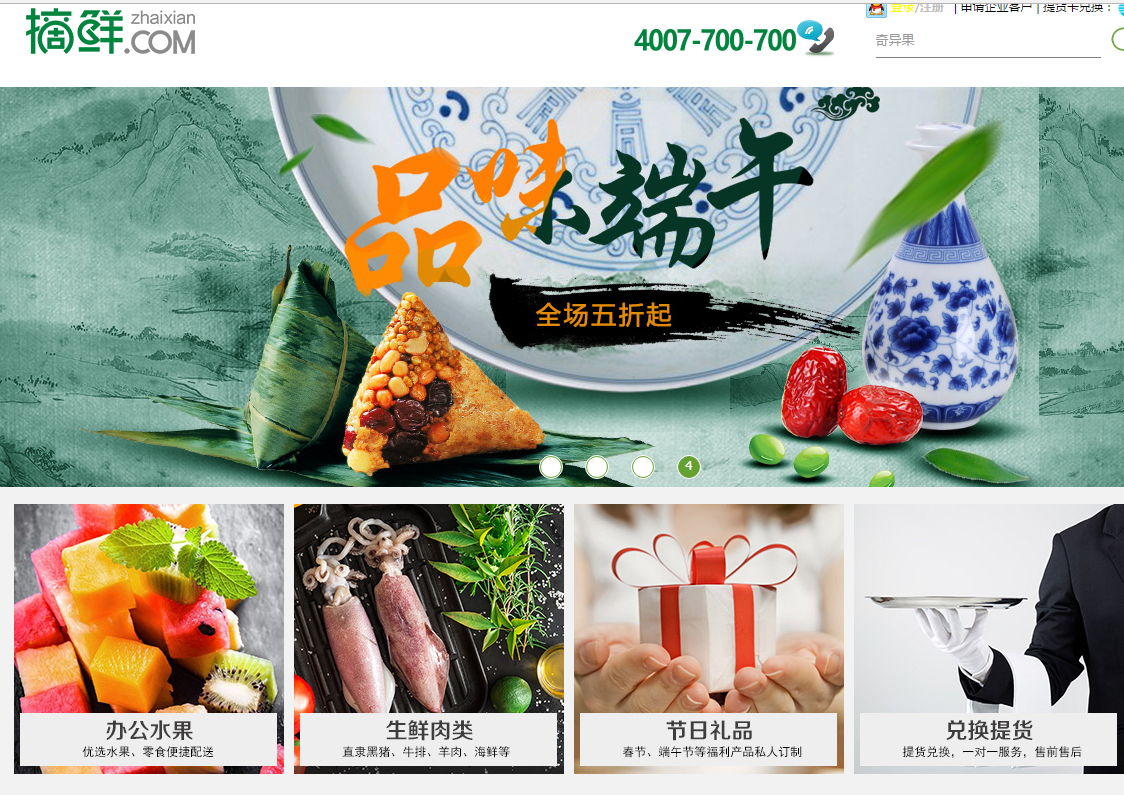 摘鲜 zhaixian
.COM
4007-700-700
登录/注册 | 申请企业客户 | 提货卡兑换：
奇异果
品味端午
全场五折起
4
办公水果
优选水果、零食便捷配送
生鲜肉类
直隶黑猪、牛排、羊肉、海鲜等
节日礼品
春节、端午节等福利产品私人订制
兑换提货
提货兑换，一对一服务，售前售后